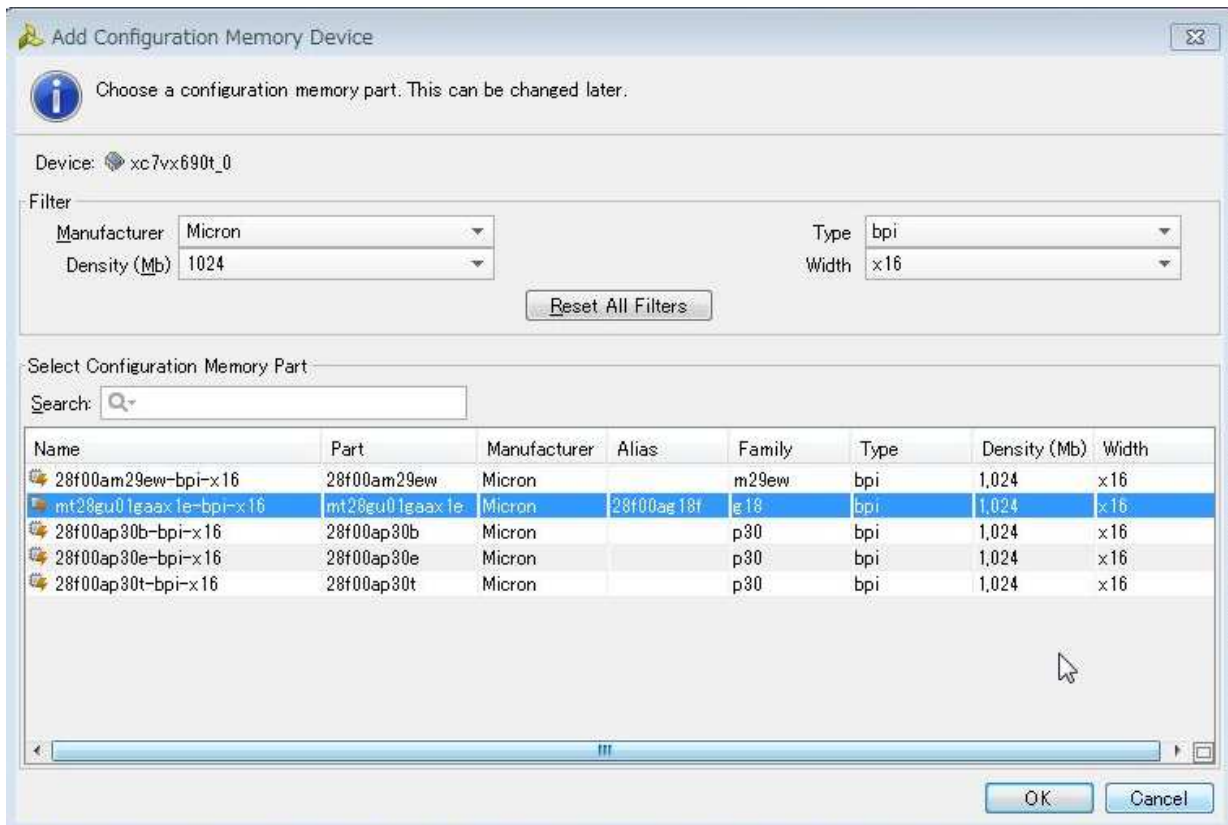 Add Configuration Memory Device
Choose a configuration memory part. This can be changed later.
Device: xc7vx690t_0
Filter
Manufacturer Micron Type bpi
Density (Mb) 1024 Width x16
Reset All Filters
Select Configuration Memory Part
Search:
Name Part Manufacturer Alias Family Type Density (Mb) Width
28f00am29ew-bpi-x16 28f00am29ew Micron m29ew bpi 1,024 x16
mt28gu01gaax1e-bpi-x16 mt28gu01gaax1e Micron 28f00ag18f g18 bpi 1,024 x16
28f00ap30b-bpi-x16 28f00ap30b Micron p30 bpi 1,024 x16
28f00ap30e-bpi-x16 28f00ap30e Micron p30 bpi 1,024 x16
28f00ap30t-bpi-x16 28f00ap30t Micron p30 bpi 1,024 x16
OK Cancel